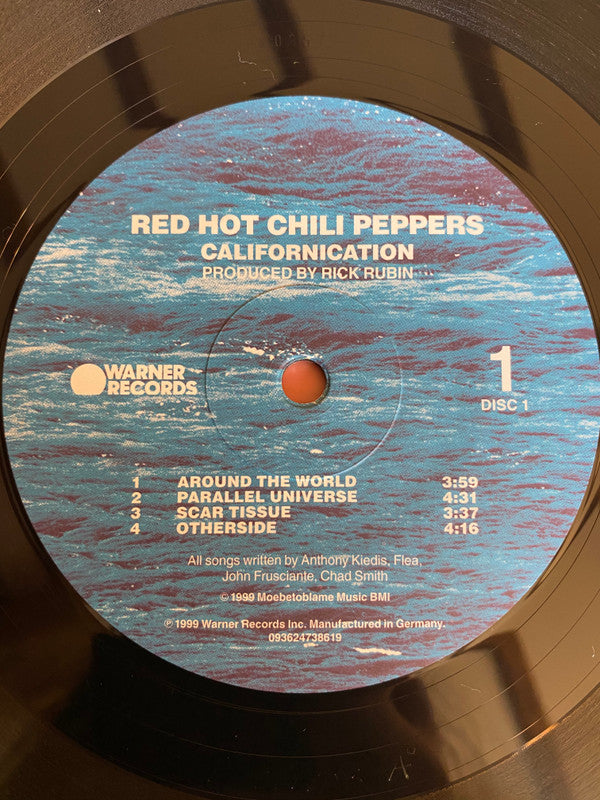 RED HOT CHILI PEPPERS
CALIFORNICATION
PRODUCED BY RICK RUBIN
WARNER
RECORDS
1
DISC 1
1 AROUND THE WORLD 3:59
2 PARALLEL UNIVERSE 4:31
3 SCAR TISSUE 3:37
4 OTHERSIDE 4:16
All songs written by Anthony Kiedis, Flea,
John Frusciante, Chad Smith
© 1999 Moebetoblame Music BMI
℗ 1999 Warner Records Inc. Manufactured in Germany.
093624738619